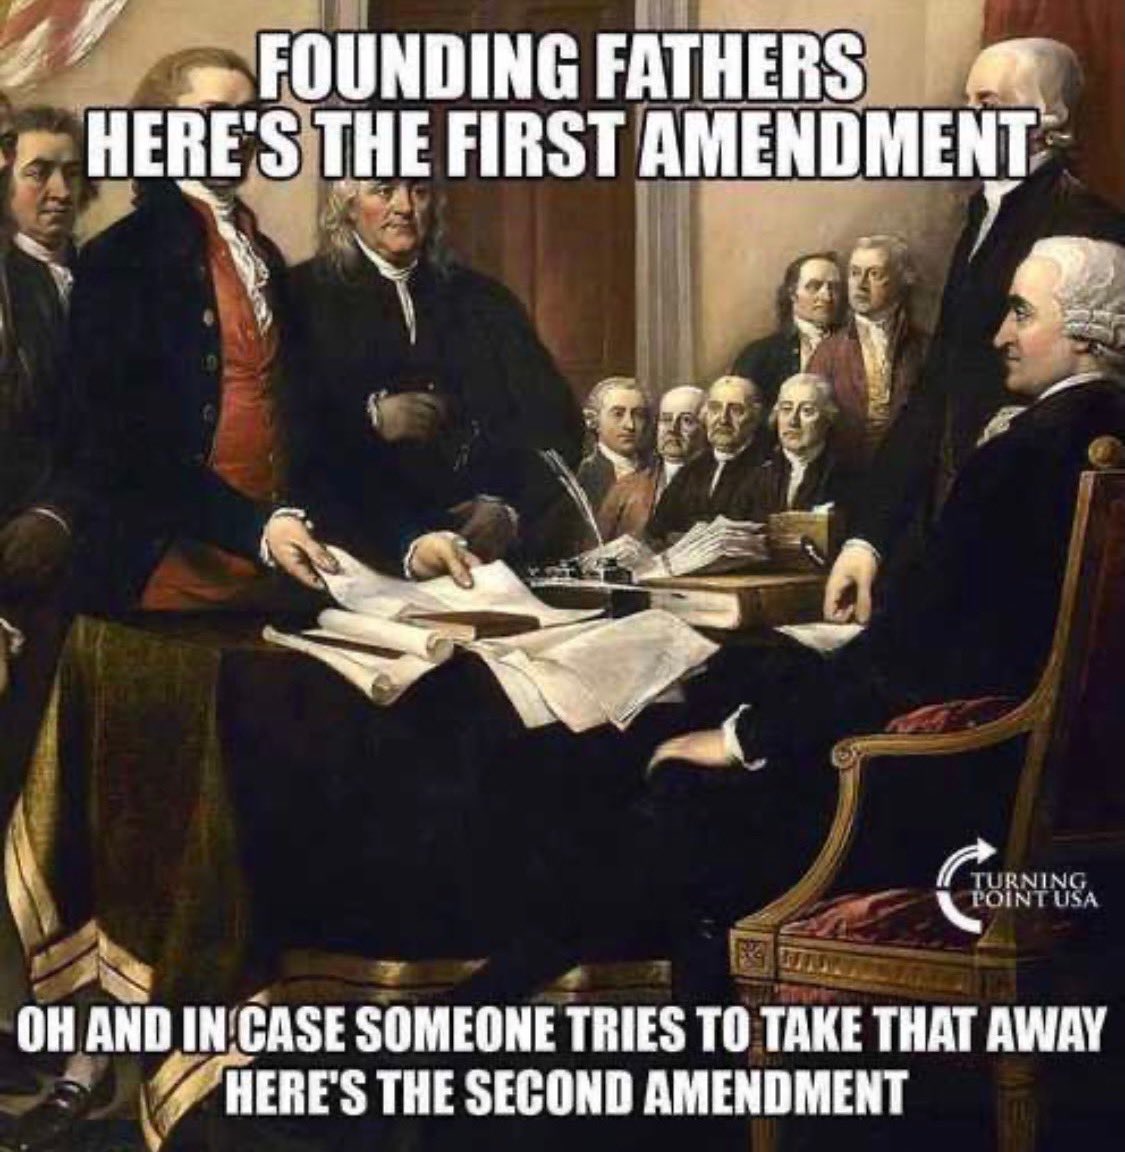 FOUNDING FATHERS
HERE'S THE FIRST AMENDMENT
TURNING
POINT USA
OH AND IN CASE SOMEONE TRIES TO TAKE THAT AWAY
HERE'S THE SECOND AMENDMENT